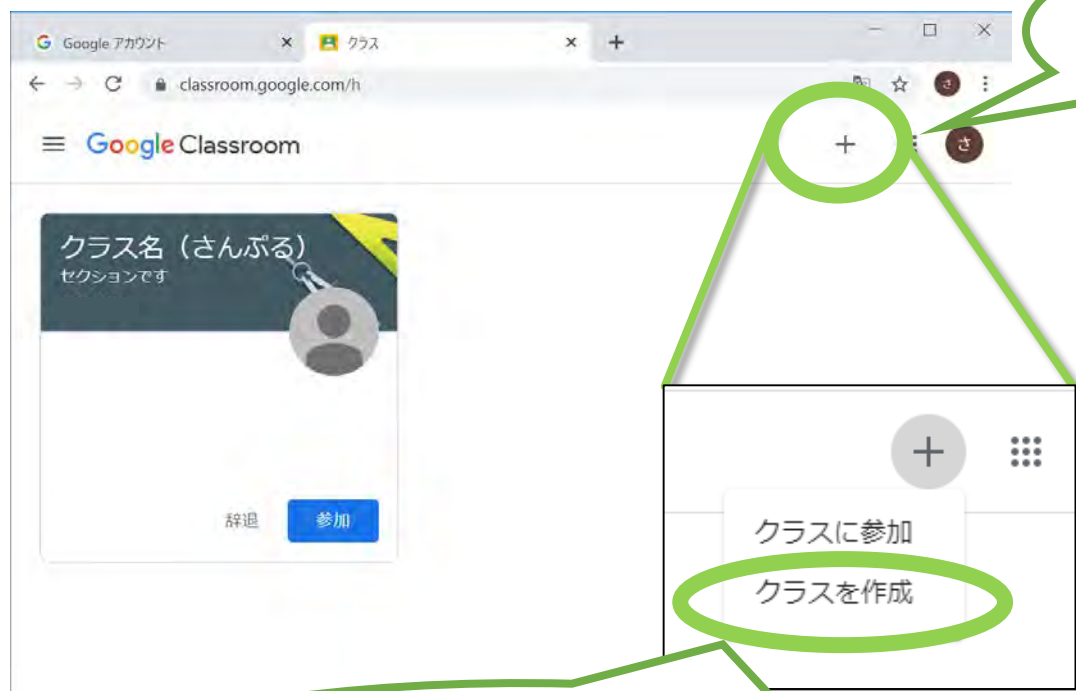 Google アカウント
クラス
classroom.google.com/h
Google Classroom
さ
さ
クラス名（さんぷる）
セクションです
辞退
参加
クラスに参加
クラスを作成